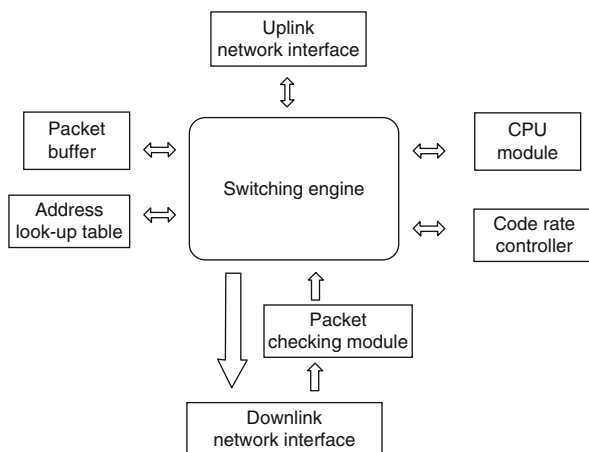 Uplink
network interface
Packet
buffer
CPU
module
Switching engine
Address
look-up table
Code rate
controller
Packet
checking module
Downlink
network interface